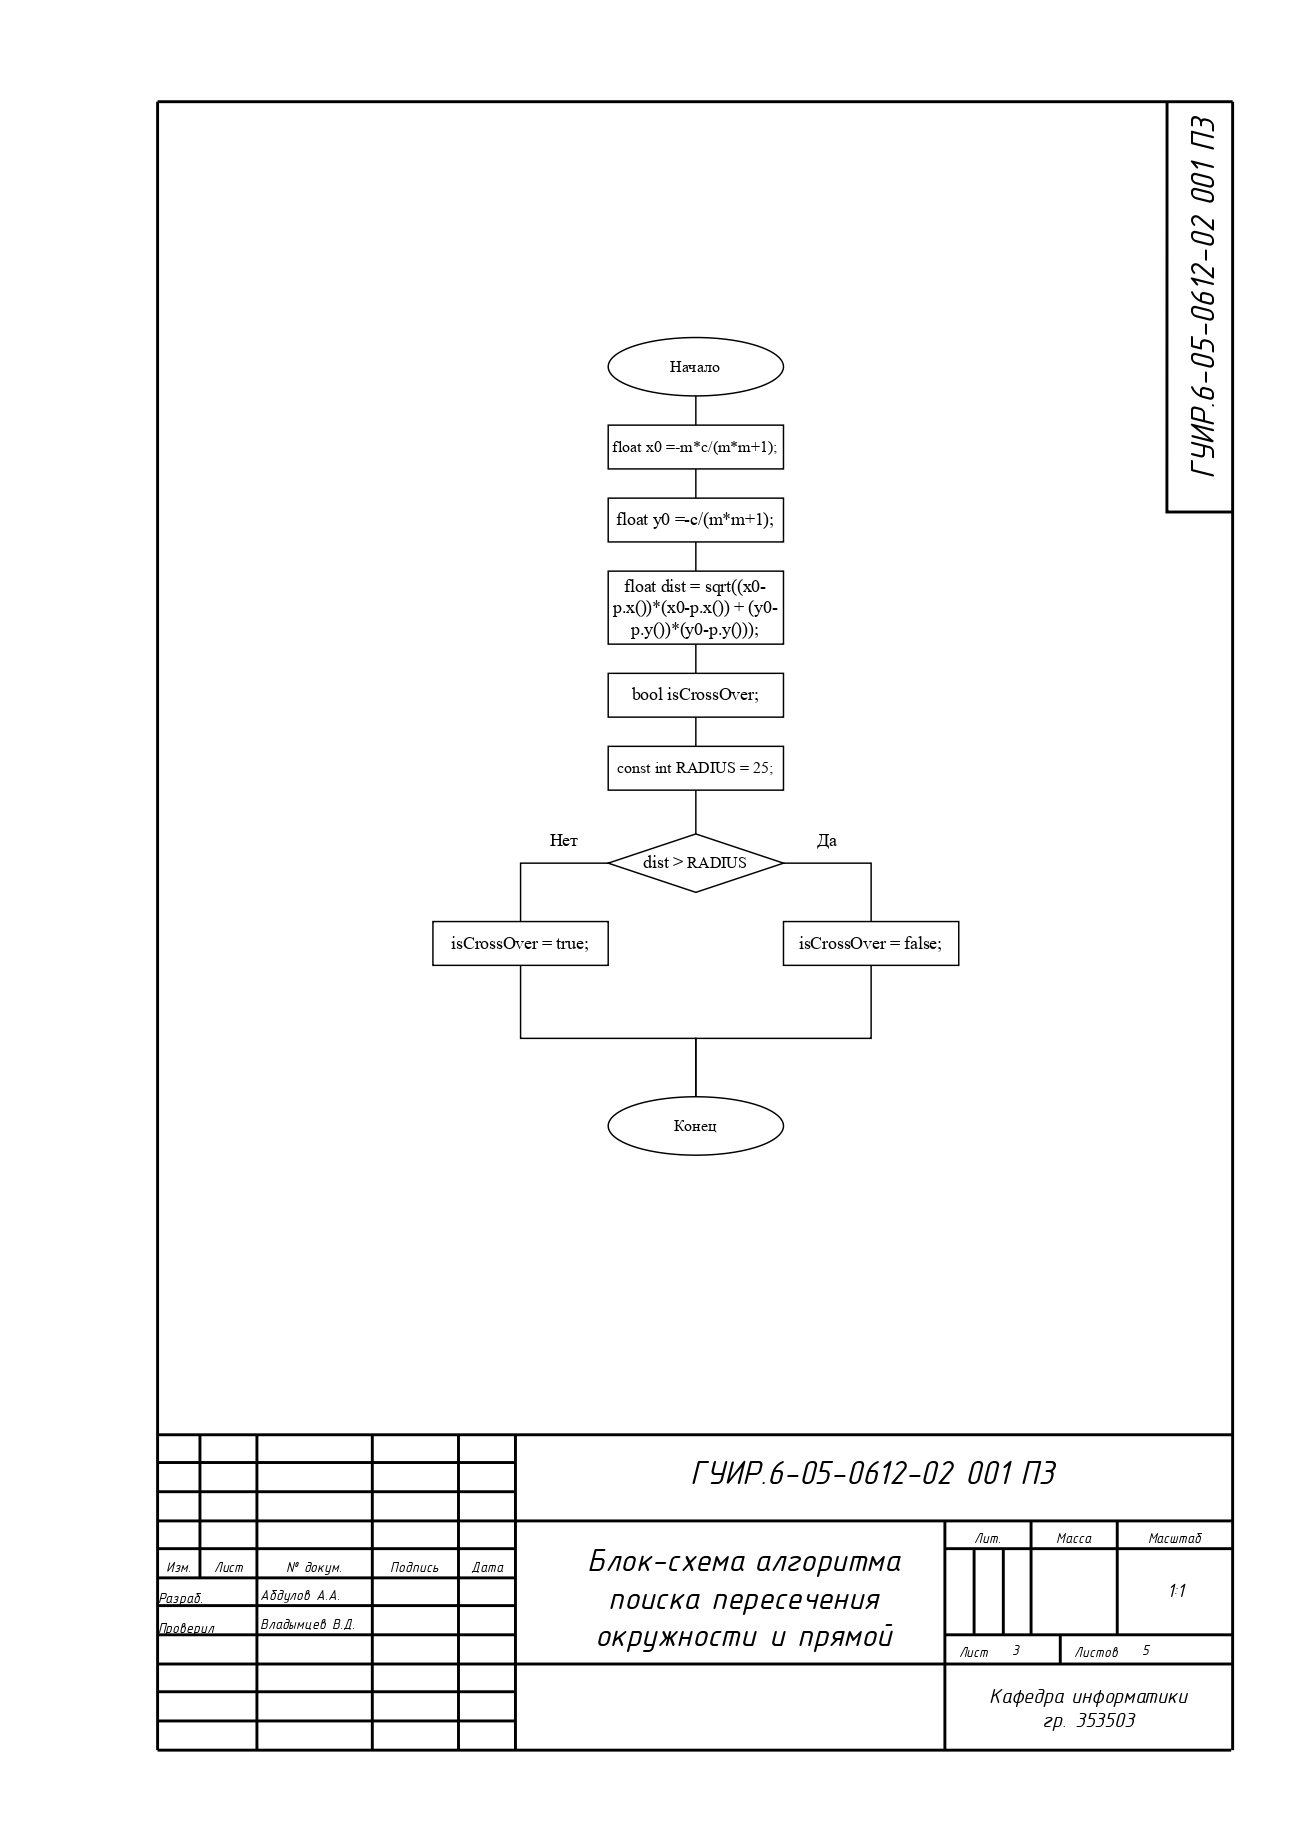 ГУИР.6-05-0612-02 001 ПЗ
Начало
float x0 =-m*c/(m*m+1);
float y0 =-c/(m*m+1);
float dist = sqrt((x0-
p.x())*(x0-p.x()) + (y0-
p.y())*(y0-p.y()));
bool isCrossOver;
const int RADIUS = 25;
Нет
Да
dist > RADIUS
isCrossOver = true;
isCrossOver = false;
Конец
ГУИР.6-05-0612-02 001 ПЗ
Изм. Лист № докум. Подпись Дата
Разраб. Абдулов А.А.
Проверил Владымцев В.Д.
Блок-схема алгоритма
поиска пересечения
окружности и прямой
Лит. Масса Масштаб
1:1
Лист 3 Листов 5
Кафедра информатики
гр. 353503